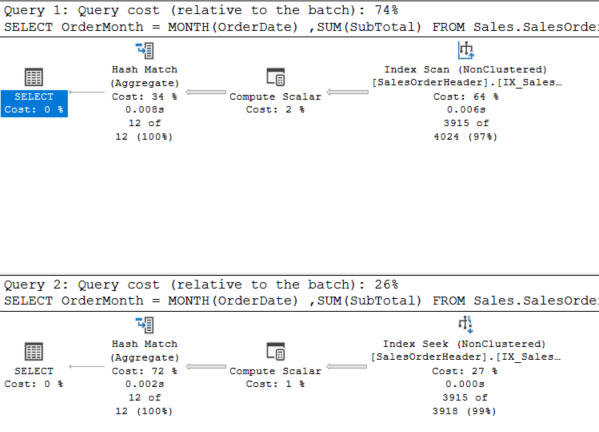 Query 1: Query cost (relative to the batch): 74%
SELECT OrderMonth = MONTH(OrderDate) ,SUM(SubTotal) FROM Sales.SalesOrder
SELECT
Cost: 0 %
Hash Match
(Aggregate)
Cost: 34 %
0.008s
12 of
12 (100%)
Compute Scalar
Cost: 2 %
Index Scan (NonClustered)
[SalesOrderHeader].[IX_Sales…
Cost: 64 %
0.006s
3915 of
4024 (97%)
Query 2: Query cost (relative to the batch): 26%
SELECT OrderMonth = MONTH(OrderDate) ,SUM(SubTotal) FROM Sales.SalesOrder
SELECT
Cost: 0 %
Hash Match
(Aggregate)
Cost: 72 %
0.002s
12 of
12 (100%)
Compute Scalar
Cost: 1 %
Index Seek (NonClustered)
[SalesOrderHeader].[IX_Sales…
Cost: 27 %
0.000s
3915 of
3918 (99%)